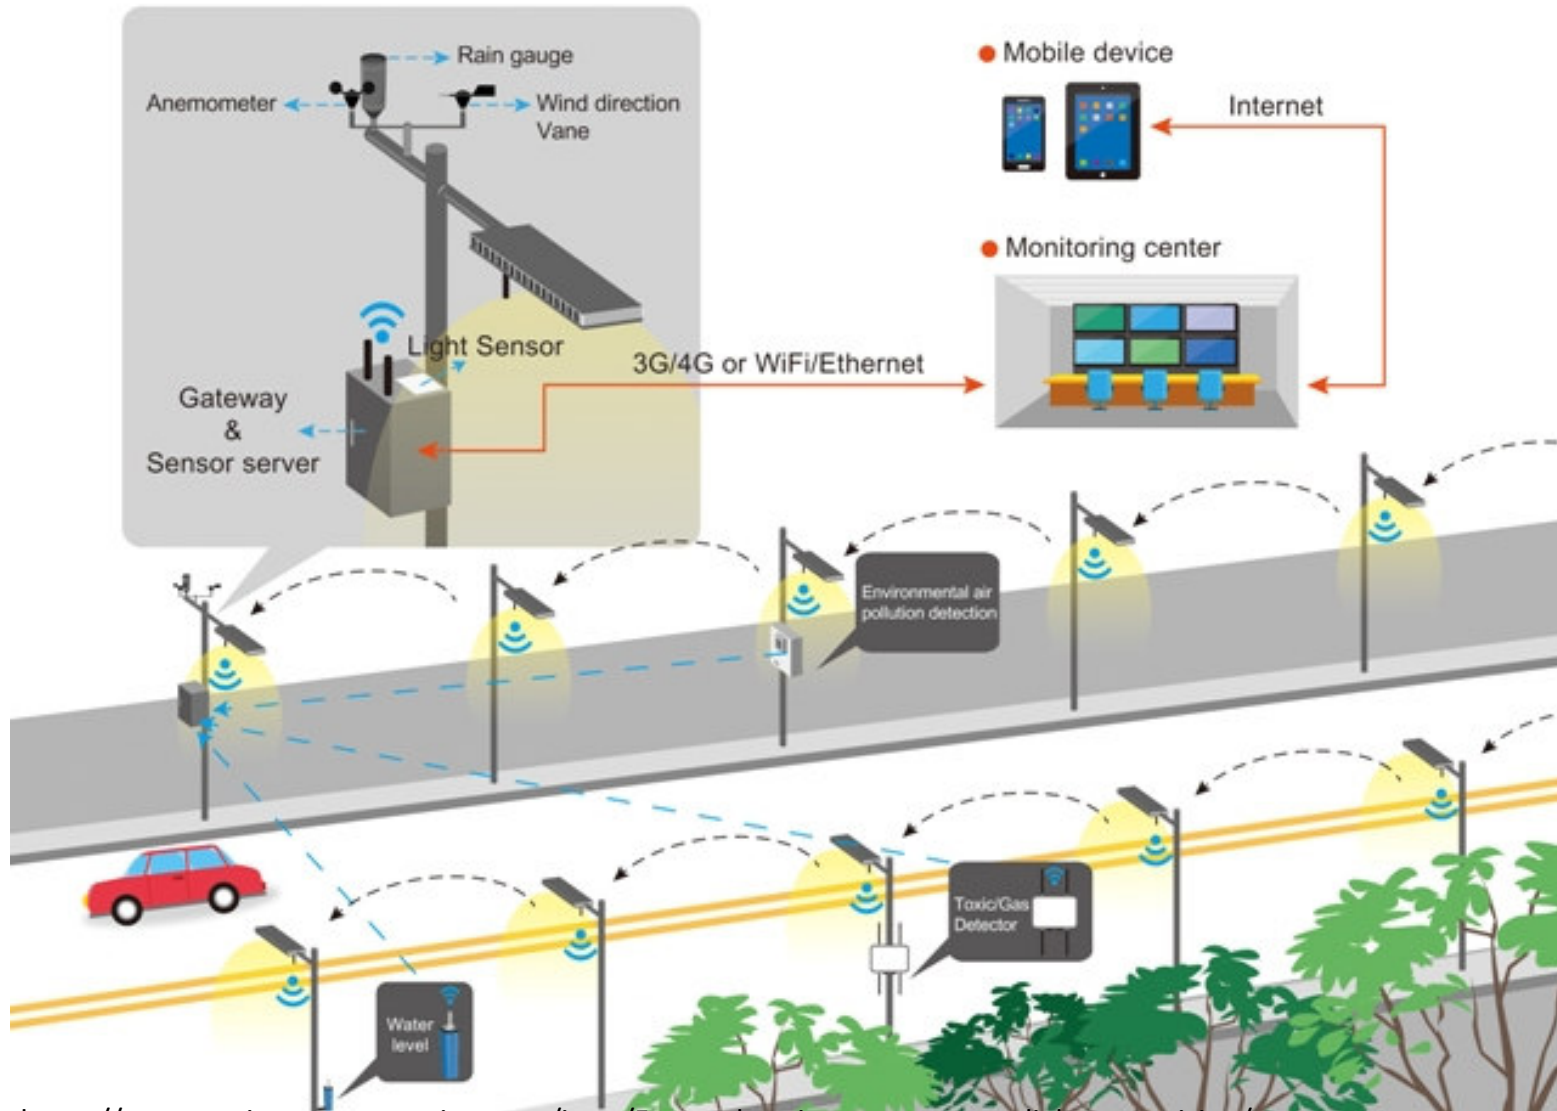 Rain gauge
Anemometer
Wind direction
Vane
Light Sensor
Gateway
&
Sensor server
Mobile device
Internet
Monitoring center
3G/4G or WiFi/Ethernet
Environmental air
pollution detection
Toxic/Gas
Detector
Water
level